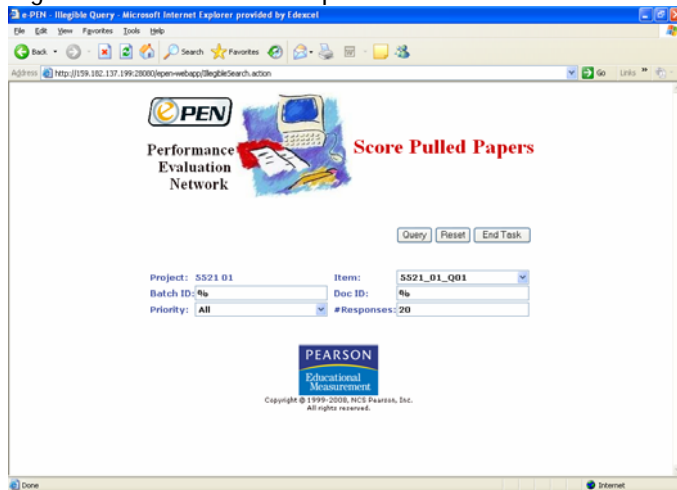 e-PEN - Illegible Query - Microsoft Internet Explorer provided by Edexcel
File Edit View Favorites Tools Help
Back Search Favorites
Address http://159.182.137.199:28080/epen-webapp/IllegibleSearch.action Go Links
ePEN
Performance
Evaluation
Network
Score Pulled Papers
Query Reset End Task
Project: 5521 01 Item: 5521_01_Q01
Batch ID: % Doc ID: %
Priority: All #Responses: 20
PEARSON
Educational
Measurement
Copyright © 1999-2008, NCS Pearson, Inc.
All rights reserved.
Done Internet